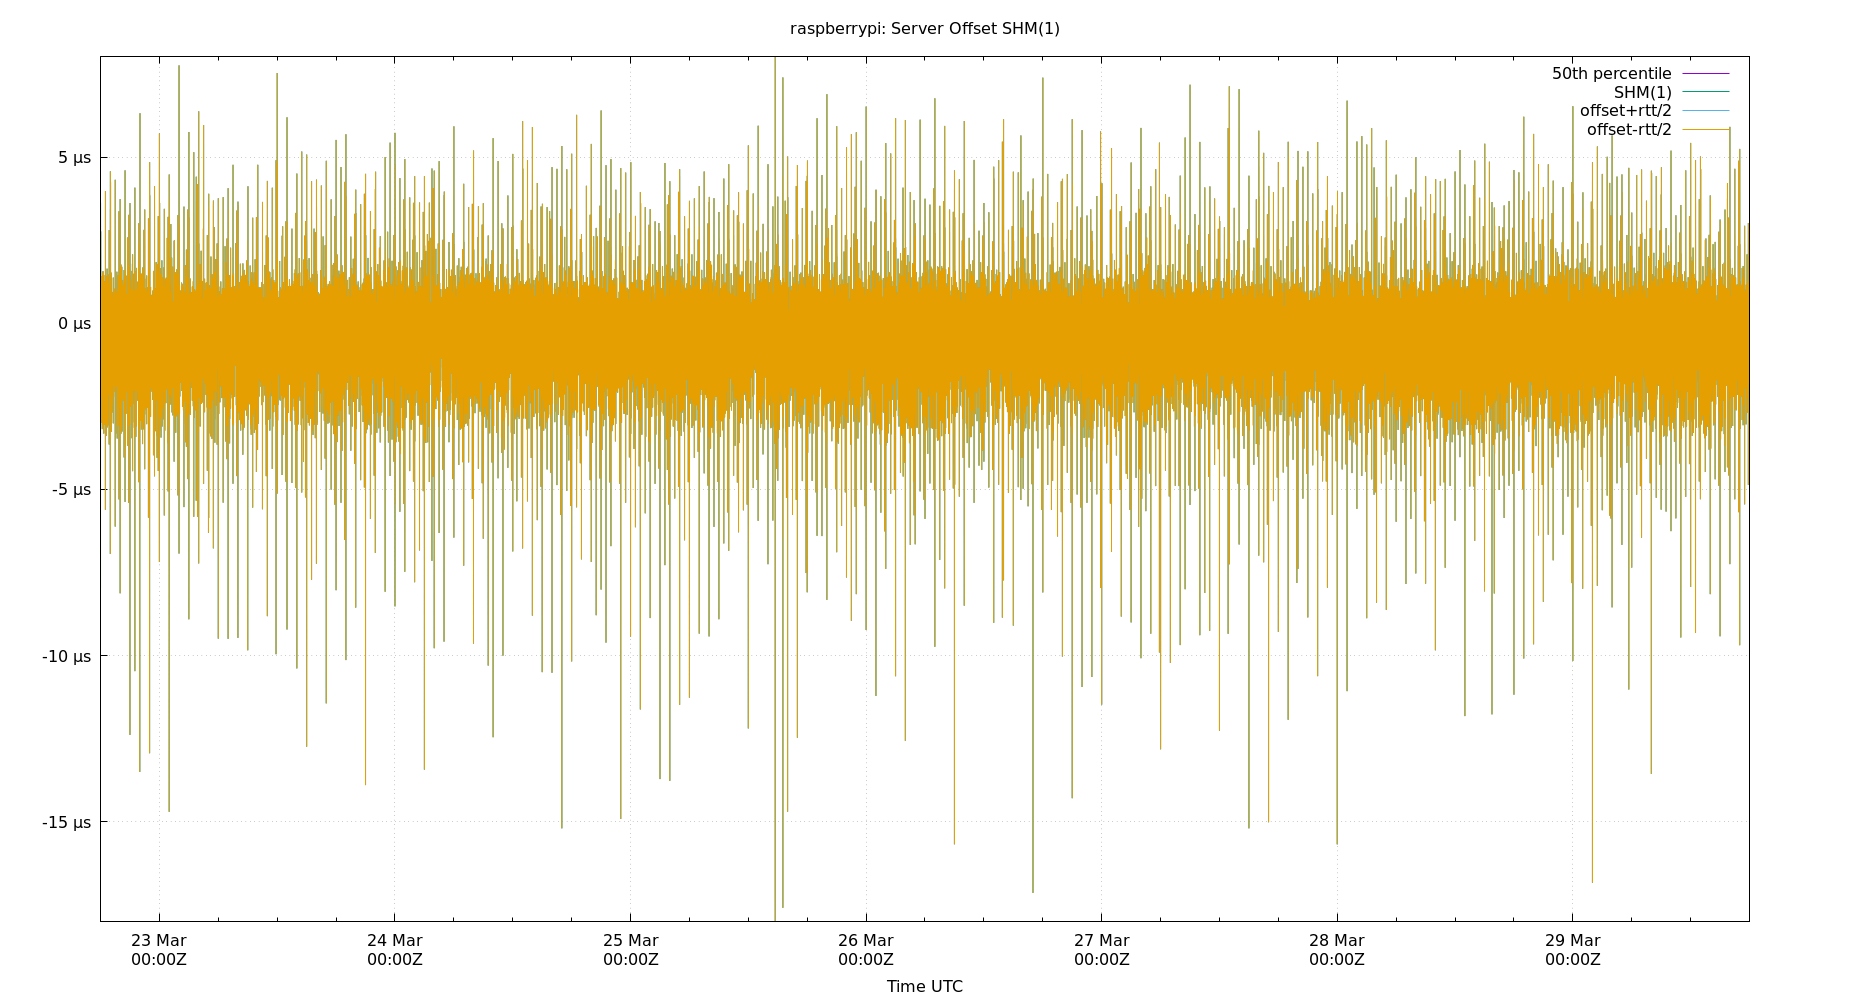 raspberrypi: Server Offset SHM(1)
50th percentile
SHM(1)
offset+rtt/2
offset-rtt/2
5 µs
0 µs
-5 µs
-10 µs
-15 µs
23 Mar 24 Mar 25 Mar 26 Mar 27 Mar 28 Mar 29 Mar
00:00Z 00:00Z 00:00Z 00:00Z 00:00Z 00:00Z 00:00Z
Time UTC